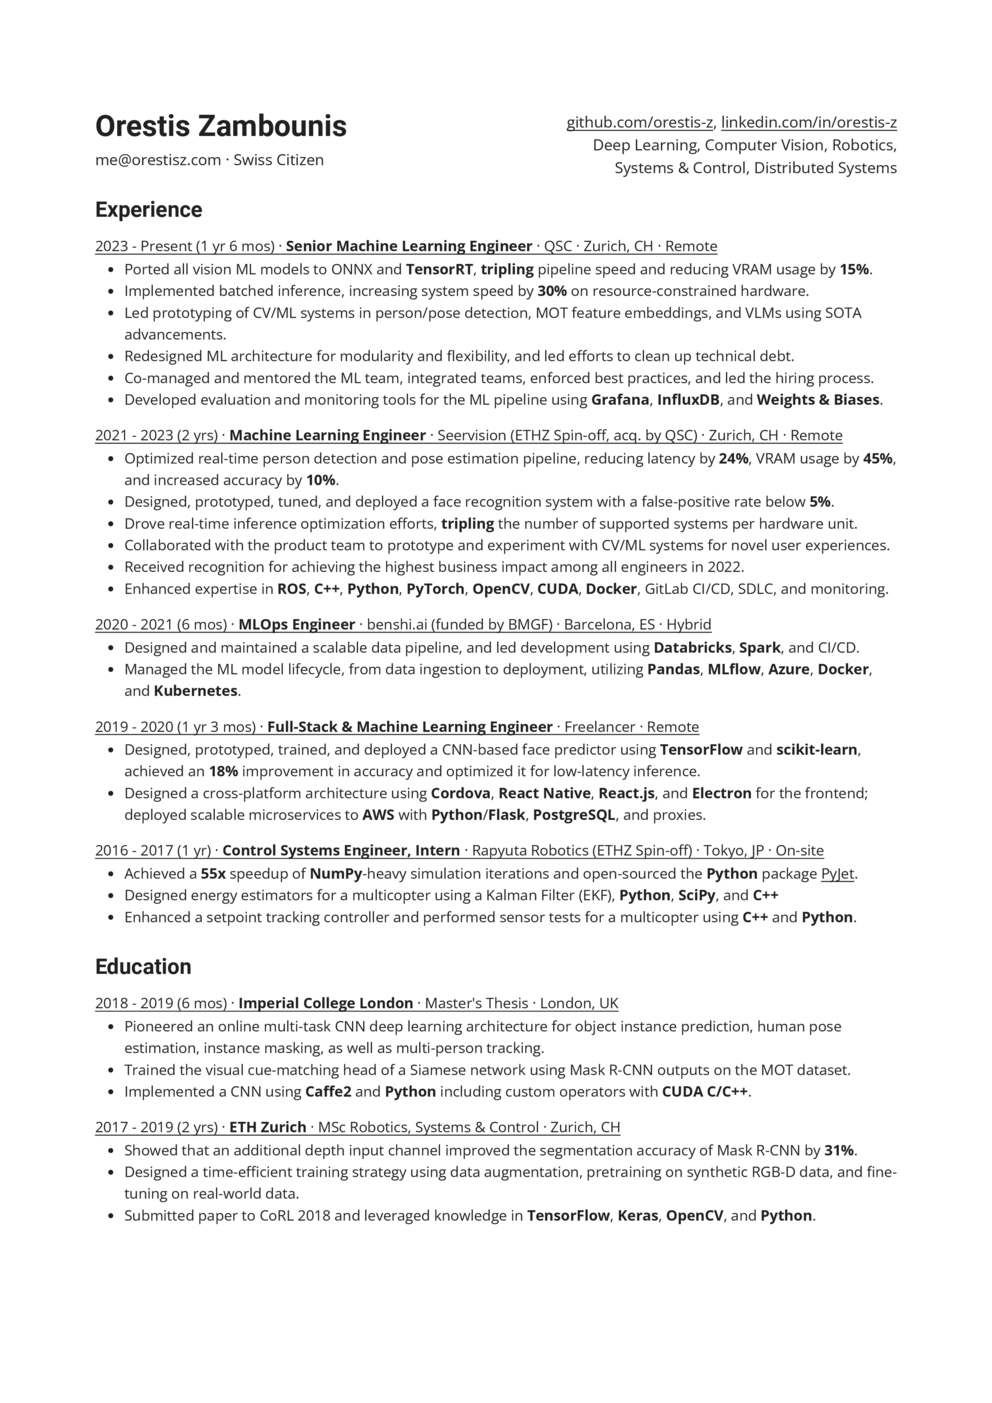 Orestis Zambounis
me@orestisz.com · Swiss Citizen
github.com/orestis-z, linkedin.com/in/orestis-z
Deep Learning, Computer Vision, Robotics,
Systems & Control, Distributed Systems
Experience
2023 - Present (1 yr 6 mos) · Senior Machine Learning Engineer · QSC · Zurich, CH · Remote
• Ported all vision ML models to ONNX and TensorRT, tripling pipeline speed and reducing VRAM usage by 15%.
• Implemented batched inference, increasing system speed by 30% on resource-constrained hardware.
• Led prototyping of CV/ML systems in person/pose detection, MOT feature embeddings, and VLMs using SOTA
advancements.
• Redesigned ML architecture for modularity and flexibility, and led efforts to clean up technical debt.
• Co-managed and mentored the ML team, integrated teams, enforced best practices, and led the hiring process.
• Developed evaluation and monitoring tools for the ML pipeline using Grafana, InfluxDB, and Weights & Biases.
2021 - 2023 (2 yrs) · Machine Learning Engineer · Seervision (ETHZ Spin-off, acq. by QSC) · Zurich, CH · Remote
• Optimized real-time person detection and pose estimation pipeline, reducing latency by 24%, VRAM usage by 45%,
and increased accuracy by 10%.
• Designed, prototyped, tuned, and deployed a face recognition system with a false-positive rate below 5%.
• Drove real-time inference optimization efforts, tripling the number of supported systems per hardware unit.
• Collaborated with the product team to prototype and experiment with CV/ML systems for novel user experiences.
• Received recognition for achieving the highest business impact among all engineers in 2022.
• Enhanced expertise in ROS, C++, Python, PyTorch, OpenCV, CUDA, Docker, GitLab CI/CD, SDLC, and monitoring.
2020 - 2021 (6 mos) · MLOps Engineer · benshi.ai (funded by BMGF) · Barcelona, ES · Hybrid
• Designed and maintained a scalable data pipeline, and led development using Databricks, Spark, and CI/CD.
• Managed the ML model lifecycle, from data ingestion to deployment, utilizing Pandas, MLflow, Azure, Docker,
and Kubernetes.
2019 - 2020 (1 yr 3 mos) · Full-Stack & Machine Learning Engineer · Freelancer · Remote
• Designed, prototyped, trained, and deployed a CNN-based face predictor using TensorFlow and scikit-learn,
achieved an 18% improvement in accuracy and optimized it for low-latency inference.
• Designed a cross-platform architecture using Cordova, React Native, React.js, and Electron for the frontend;
deployed scalable microservices to AWS with Python/Flask, PostgreSQL, and proxies.
2016 - 2017 (1 yr) · Control Systems Engineer, Intern · Rapyuta Robotics (ETHZ Spin-off) · Tokyo, JP · On-site
• Achieved a 55x speedup of NumPy-heavy simulation iterations and open-sourced the Python package PyJet.
• Designed energy estimators for a multicopter using a Kalman Filter (EKF), Python, SciPy, and C++
• Enhanced a setpoint tracking controller and performed sensor tests for a multicopter using C++ and Python.
Education
2018 - 2019 (6 mos) · Imperial College London · Master's Thesis · London, UK
• Pioneered an online multi-task CNN deep learning architecture for object instance prediction, human pose
estimation, instance masking, as well as multi-person tracking.
• Trained the visual cue-matching head of a Siamese network using Mask R-CNN outputs on the MOT dataset.
• Implemented a CNN using Caffe2 and Python including custom operators with CUDA C/C++.
2017 - 2019 (2 yrs) · ETH Zurich · MSc Robotics, Systems & Control · Zurich, CH
• Showed that an additional depth input channel improved the segmentation accuracy of Mask R-CNN by 31%.
• Designed a time-efficient training strategy using data augmentation, pretraining on synthetic RGB-D data, and fine-
tuning on real-world data.
• Submitted paper to CoRL 2018 and leveraged knowledge in TensorFlow, Keras, OpenCV, and Python.